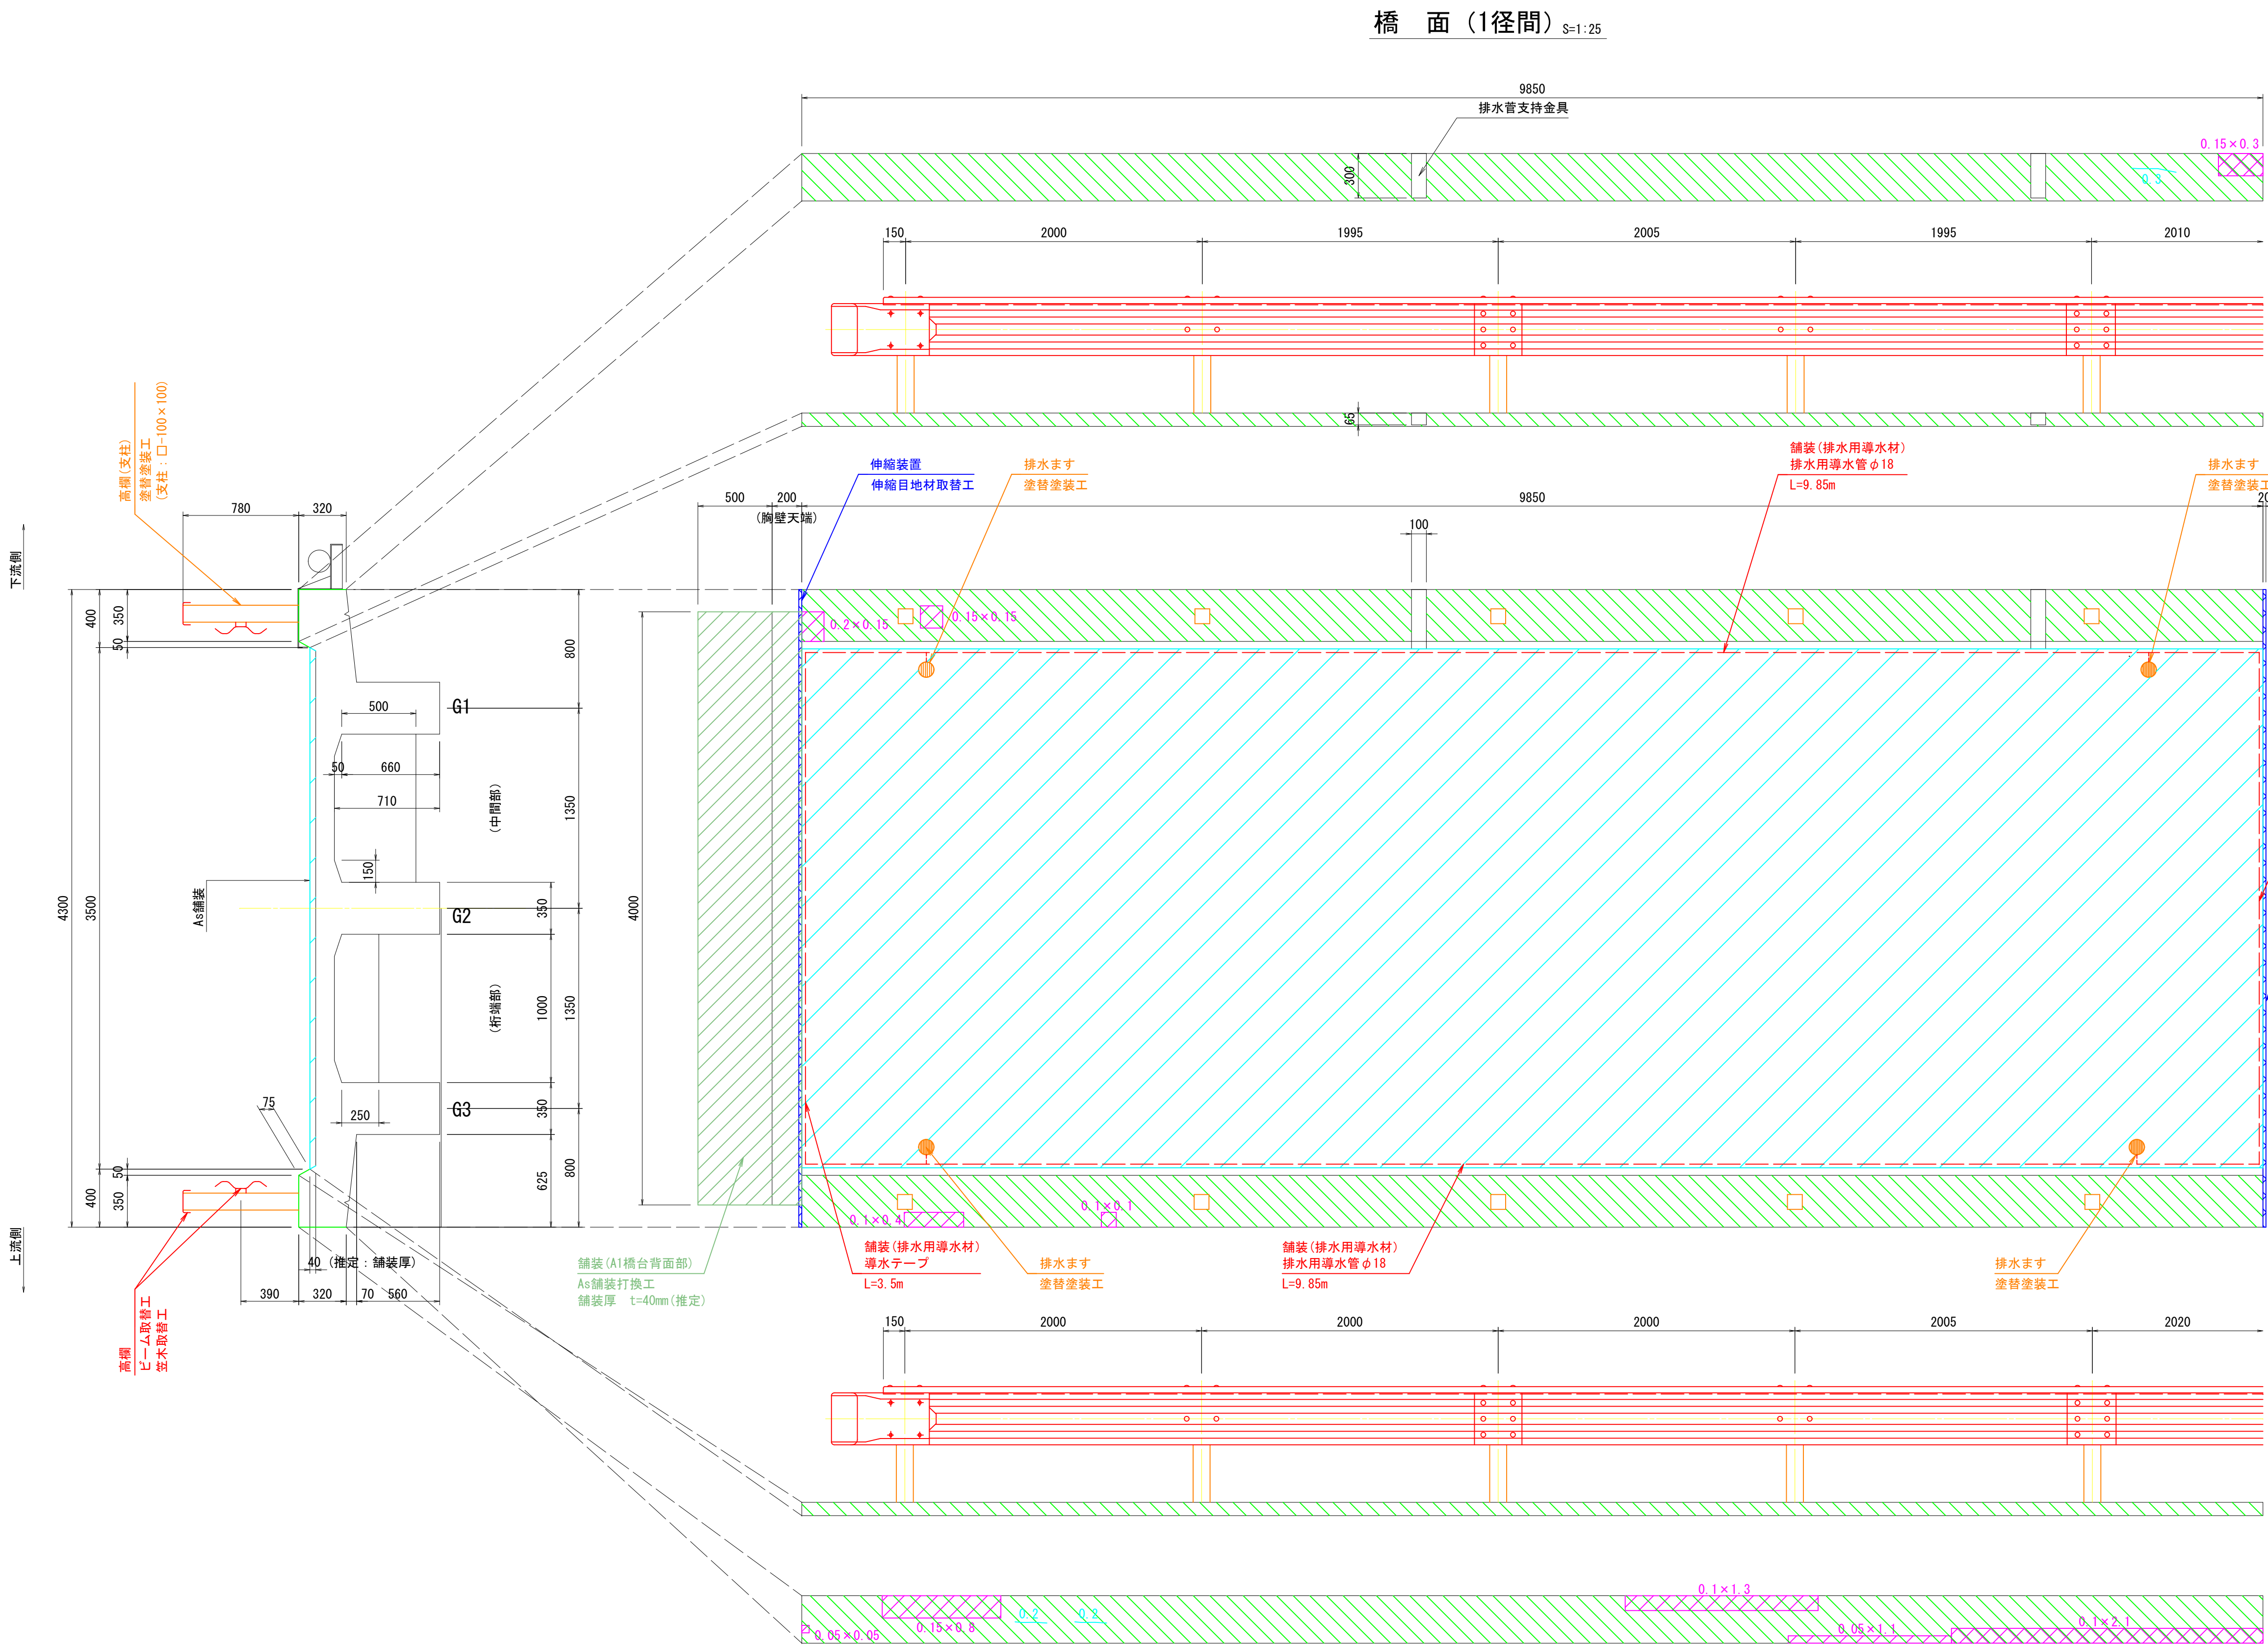 橋　面（1径間） S=1:25
9850
排水菅支持金具
300
0.15×0.3
0.3
150
2000
1995
2005
1995
2010
65
高欄(支柱)
塗替塗装工
(支柱：□-100×100)
伸縮装置
伸縮目地材取替工
排水ます
塗替塗装工
舗装(排水用導水材)
排水用導水管φ18
L=9.85m
排水ます
塗替塗装工
780
320
500
200
(胸壁天端)
9850
20
100
下流側
400
350
50
0.2×0.15
0.15×0.15
800
G1
500
50
660
710
(中間部)
1350
150
As舗装
4300
3500
G2
350
4000
(桁端部)
1000
1350
75
250
G3
350
50
400
350
625
800
0.1×0.4
0.1×0.1
上流側
40 (推定：舗装厚)
390
320
70
560
高欄
ビーム取替工
笠木取替工
舗装(A1橋台背面部)
As舗装打換工
舗装厚　t=40mm(推定)
舗装(排水用導水材)
導水テープ
L=3.5m
排水ます
塗替塗装工
舗装(排水用導水材)
排水用導水管φ18
L=9.85m
排水ます
塗替塗装工
150
2000
2000
2000
2005
2020
0.1×1.3
0.2
0.2
0.15×0.8
0.05×0.05
0.05×1.1
0.1×2.1